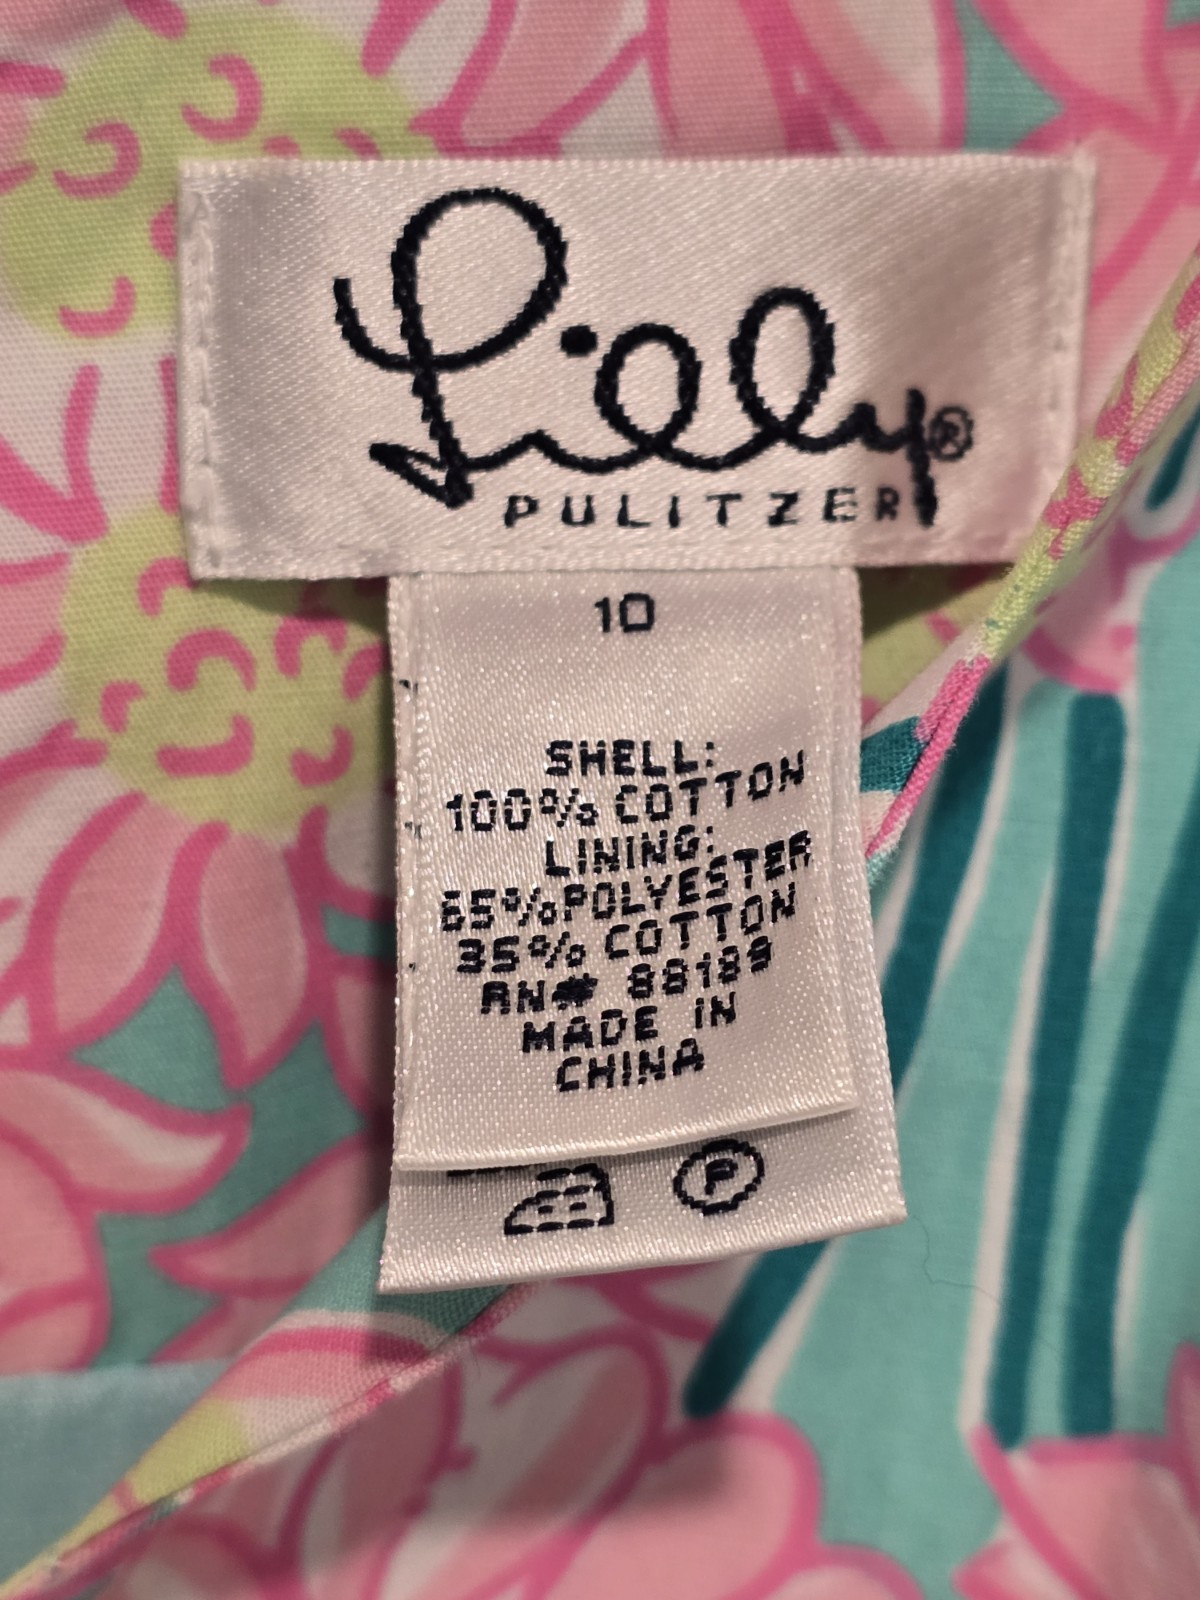 Lilly®
PULITZER
10
SHELL:
100% COTTON
LINING:
65% POLYESTER
35% COTTON
RN# 88189
MADE IN
CHINA
P